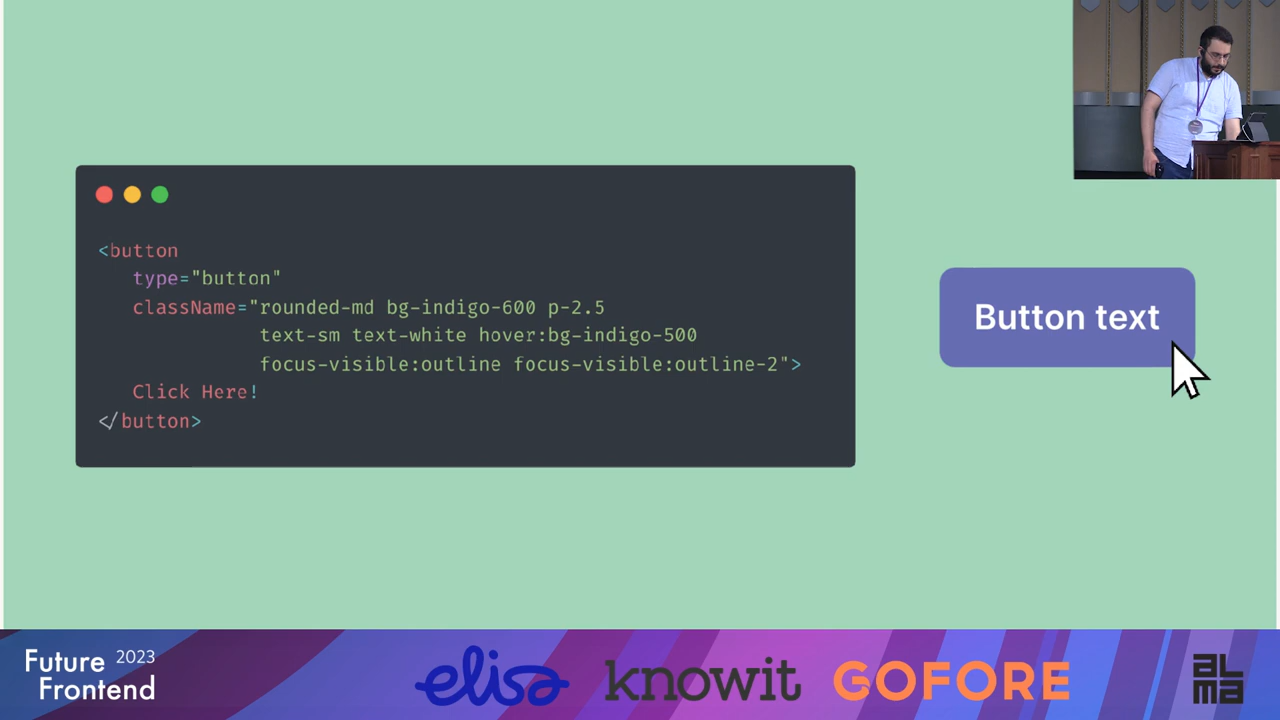 <button
type="button"
className="rounded-md bg-indigo-600 p-2.5
text-sm text-white hover:bg-indigo-500
focus-visible:outline focus-visible:outline-2">
Click Here!
</button>
Button text
Future 2023
Frontend
elisa
knowit
GOFORE
aLma